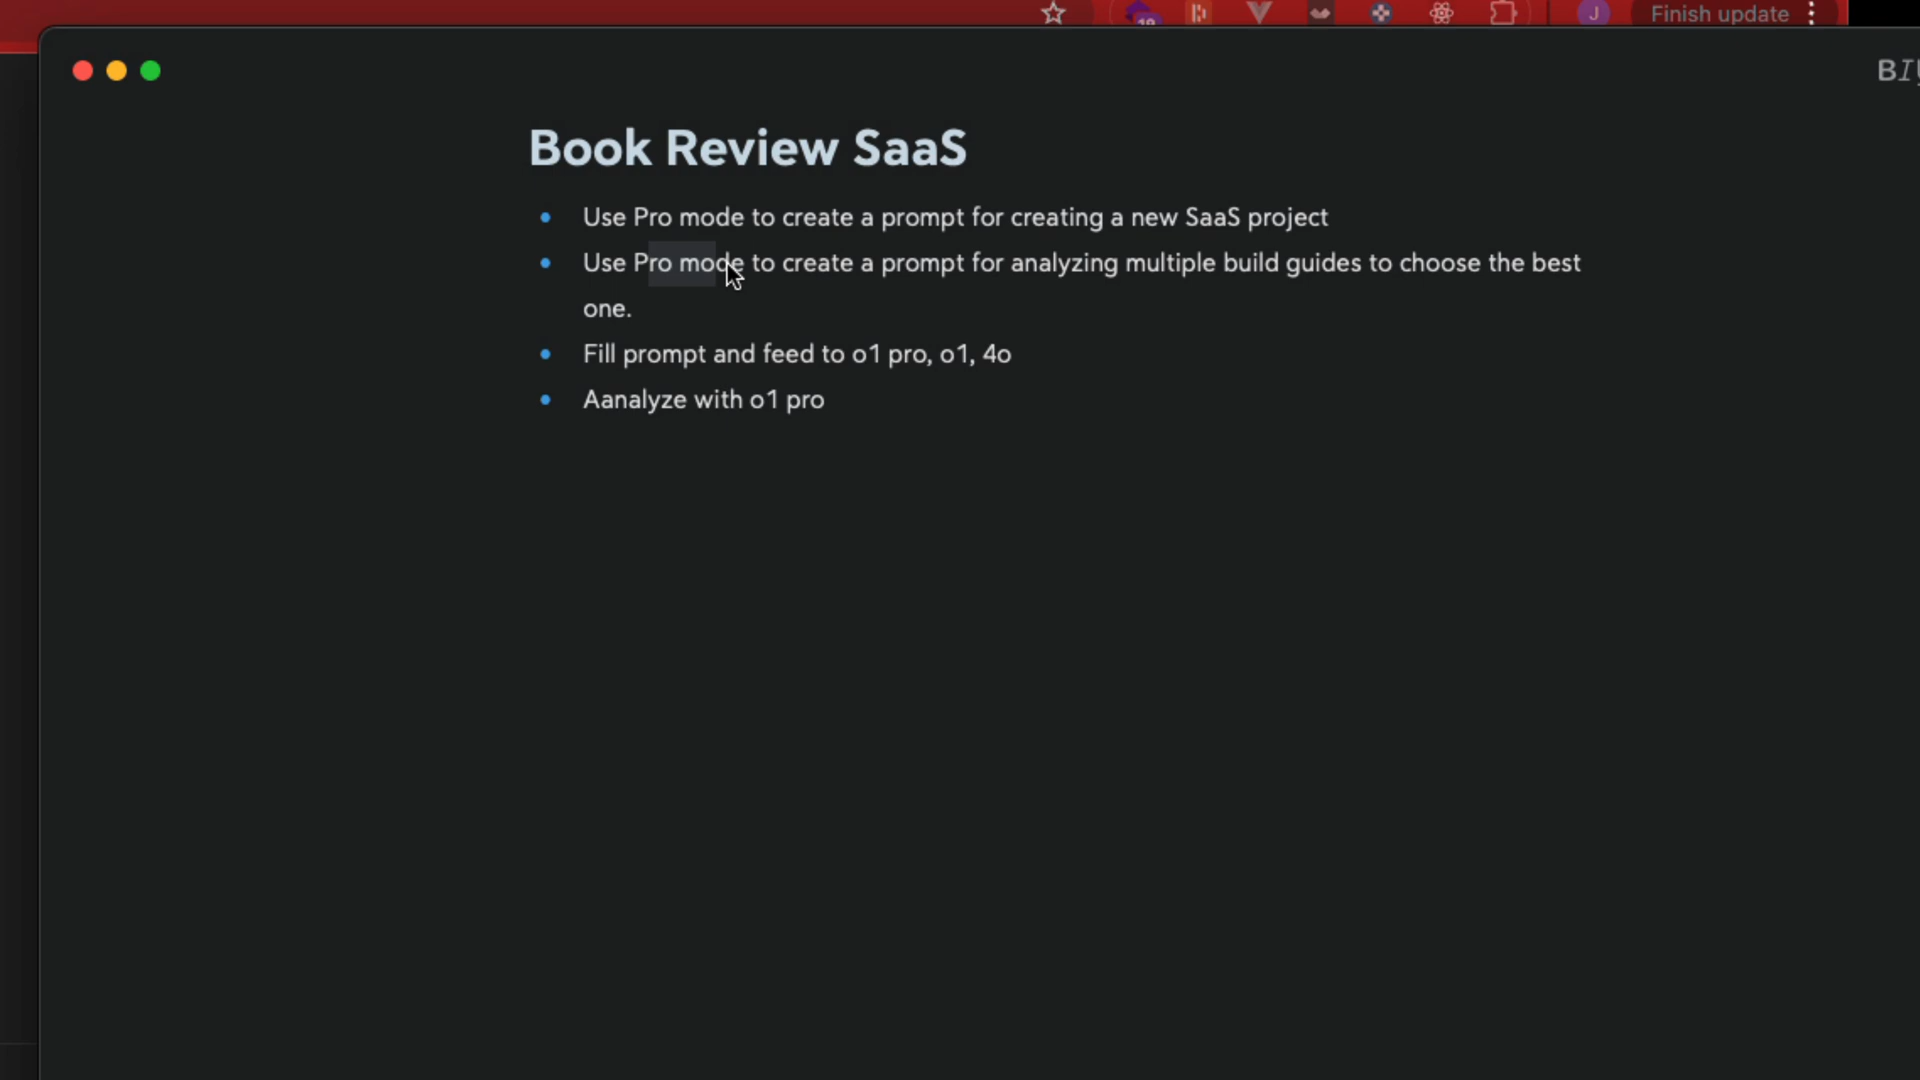 19
J
Finish update
BIU
Book Review SaaS
Use Pro mode to create a prompt for creating a new SaaS project
Use Pro mode to create a prompt for analyzing multiple build guides to choose the best
one.
Fill prompt and feed to o1 pro, o1, 4o
Aanalyze with o1 pro